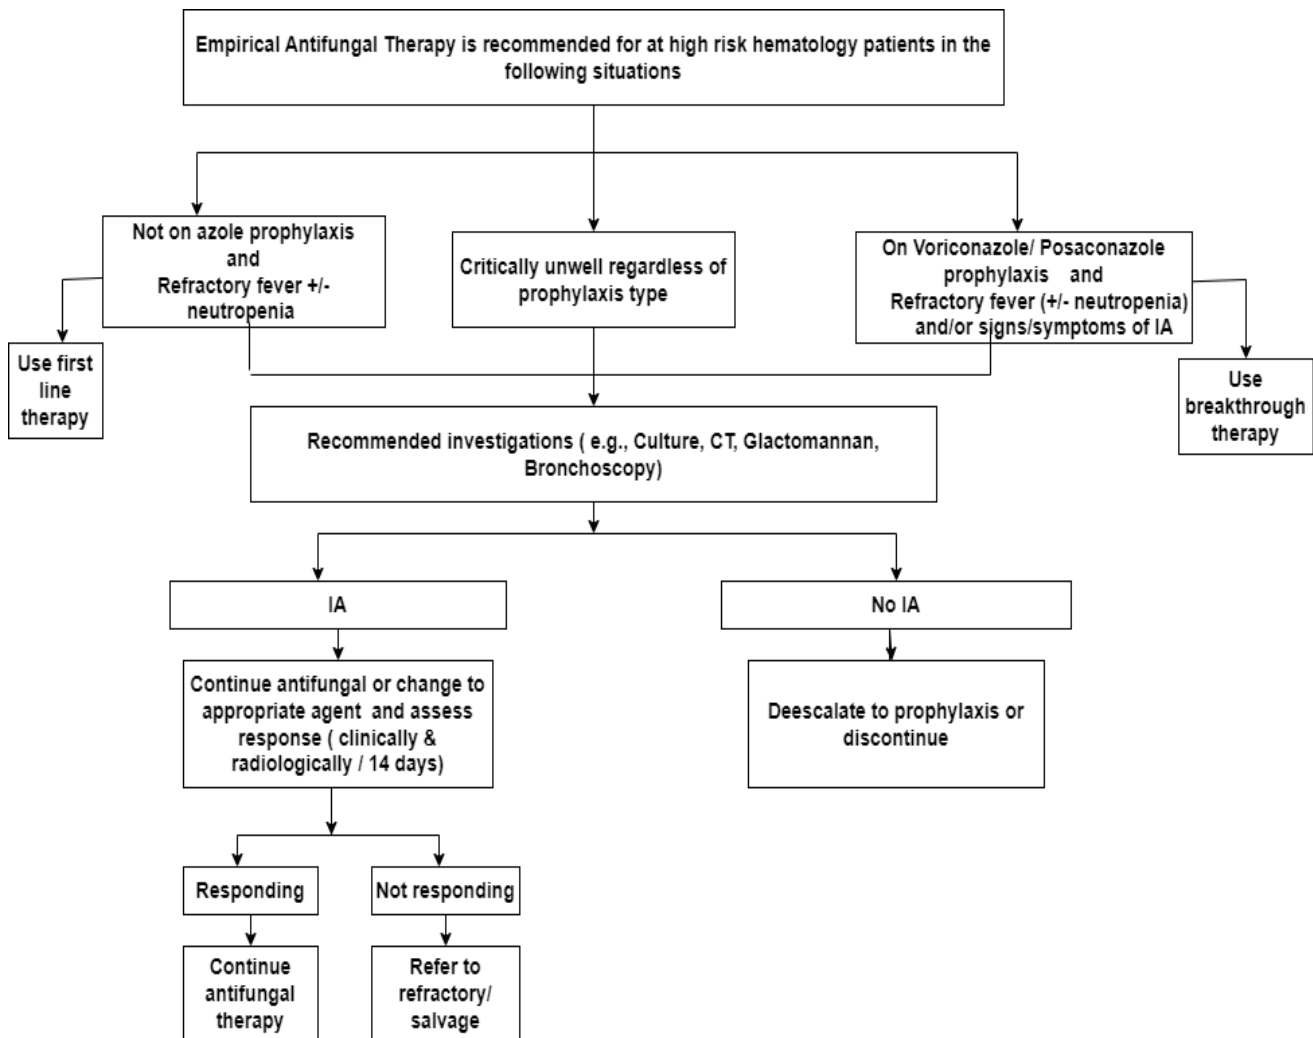 Empirical Antifungal Therapy is recommended for at high risk hematology patients in the
following situations
Not on azole prophylaxis
and
Refractory fever +/-
neutropenia
Critically unwell regardless of
prophylaxis type
On Voriconazole/ Posaconazole
prophylaxis and
Refractory fever (+/- neutropenia)
and/or signs/symptoms of IA
Use first
line
therapy
Use
breakthrough
therapy
Recommended investigations ( e.g., Culture, CT, Glactomannan,
Bronchoscopy)
IA
No IA
Continue antifungal or change to
appropriate agent and assess
response ( clinically &
radiologically / 14 days)
Deescalate to prophylaxis or
discontinue
Responding
Not responding
Continue
antifungal
therapy
Refer to
refractory/
salvage